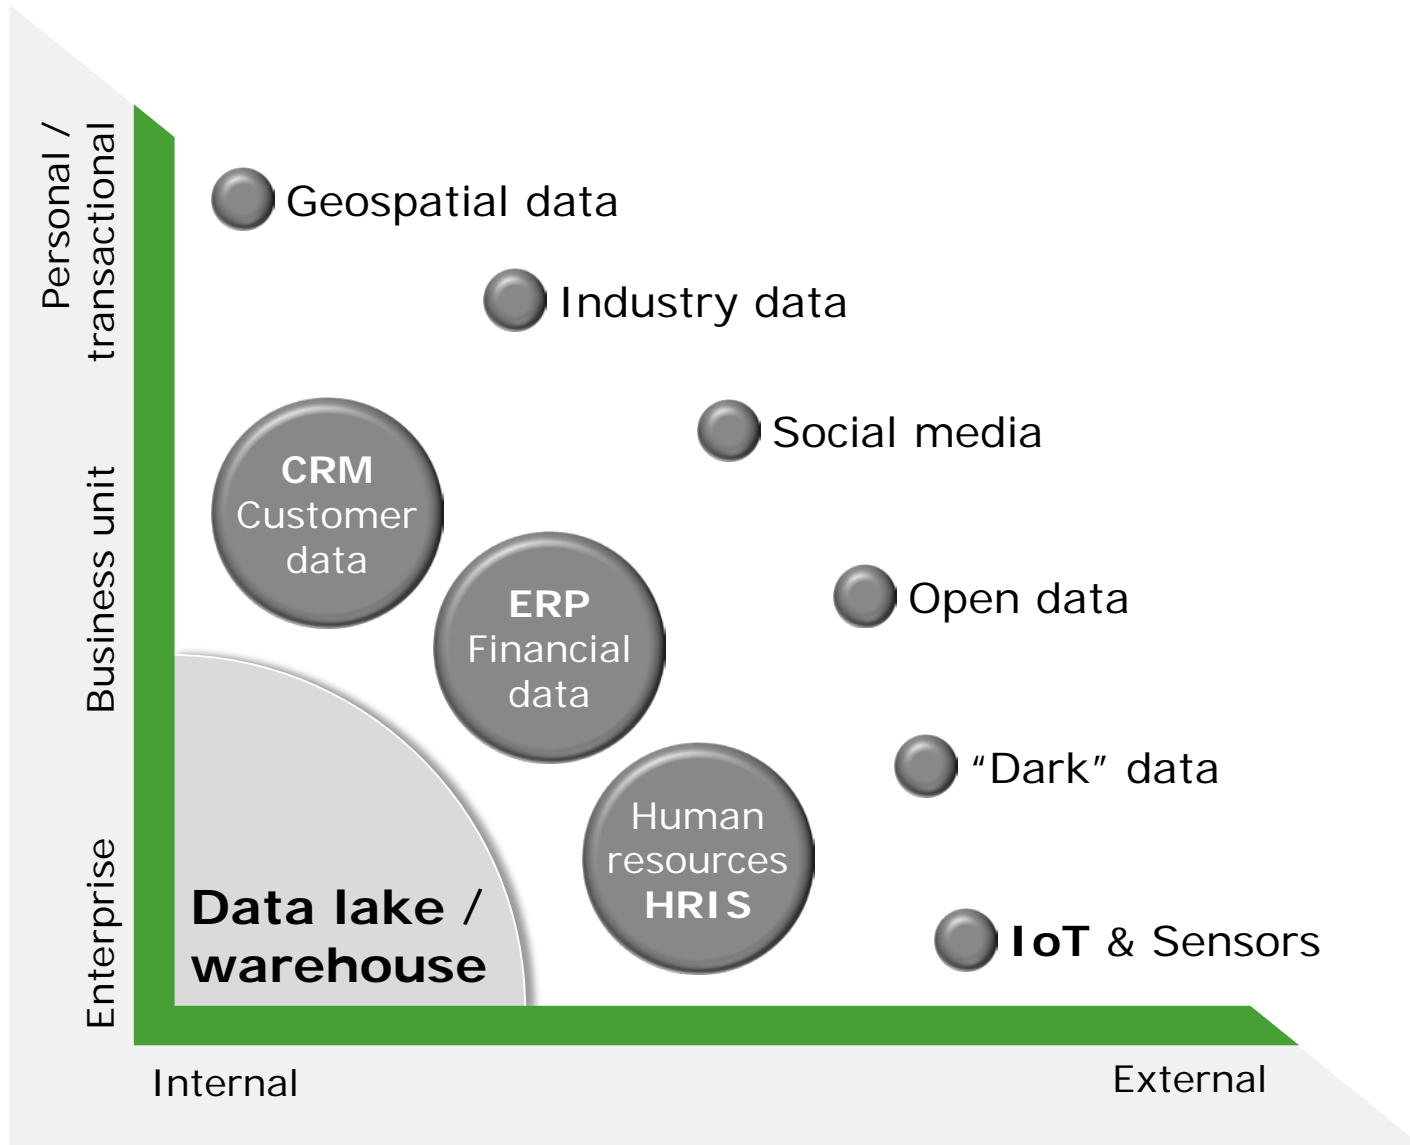 Personal /
transactional
Business unit
Enterprise
Geospatial data
Industry data
Social media
CRM
Customer
data
ERP
Financial
data
Open data
“Dark” data
Human
resources
HRIS
Data lake /
warehouse
IoT & Sensors
Internal
External